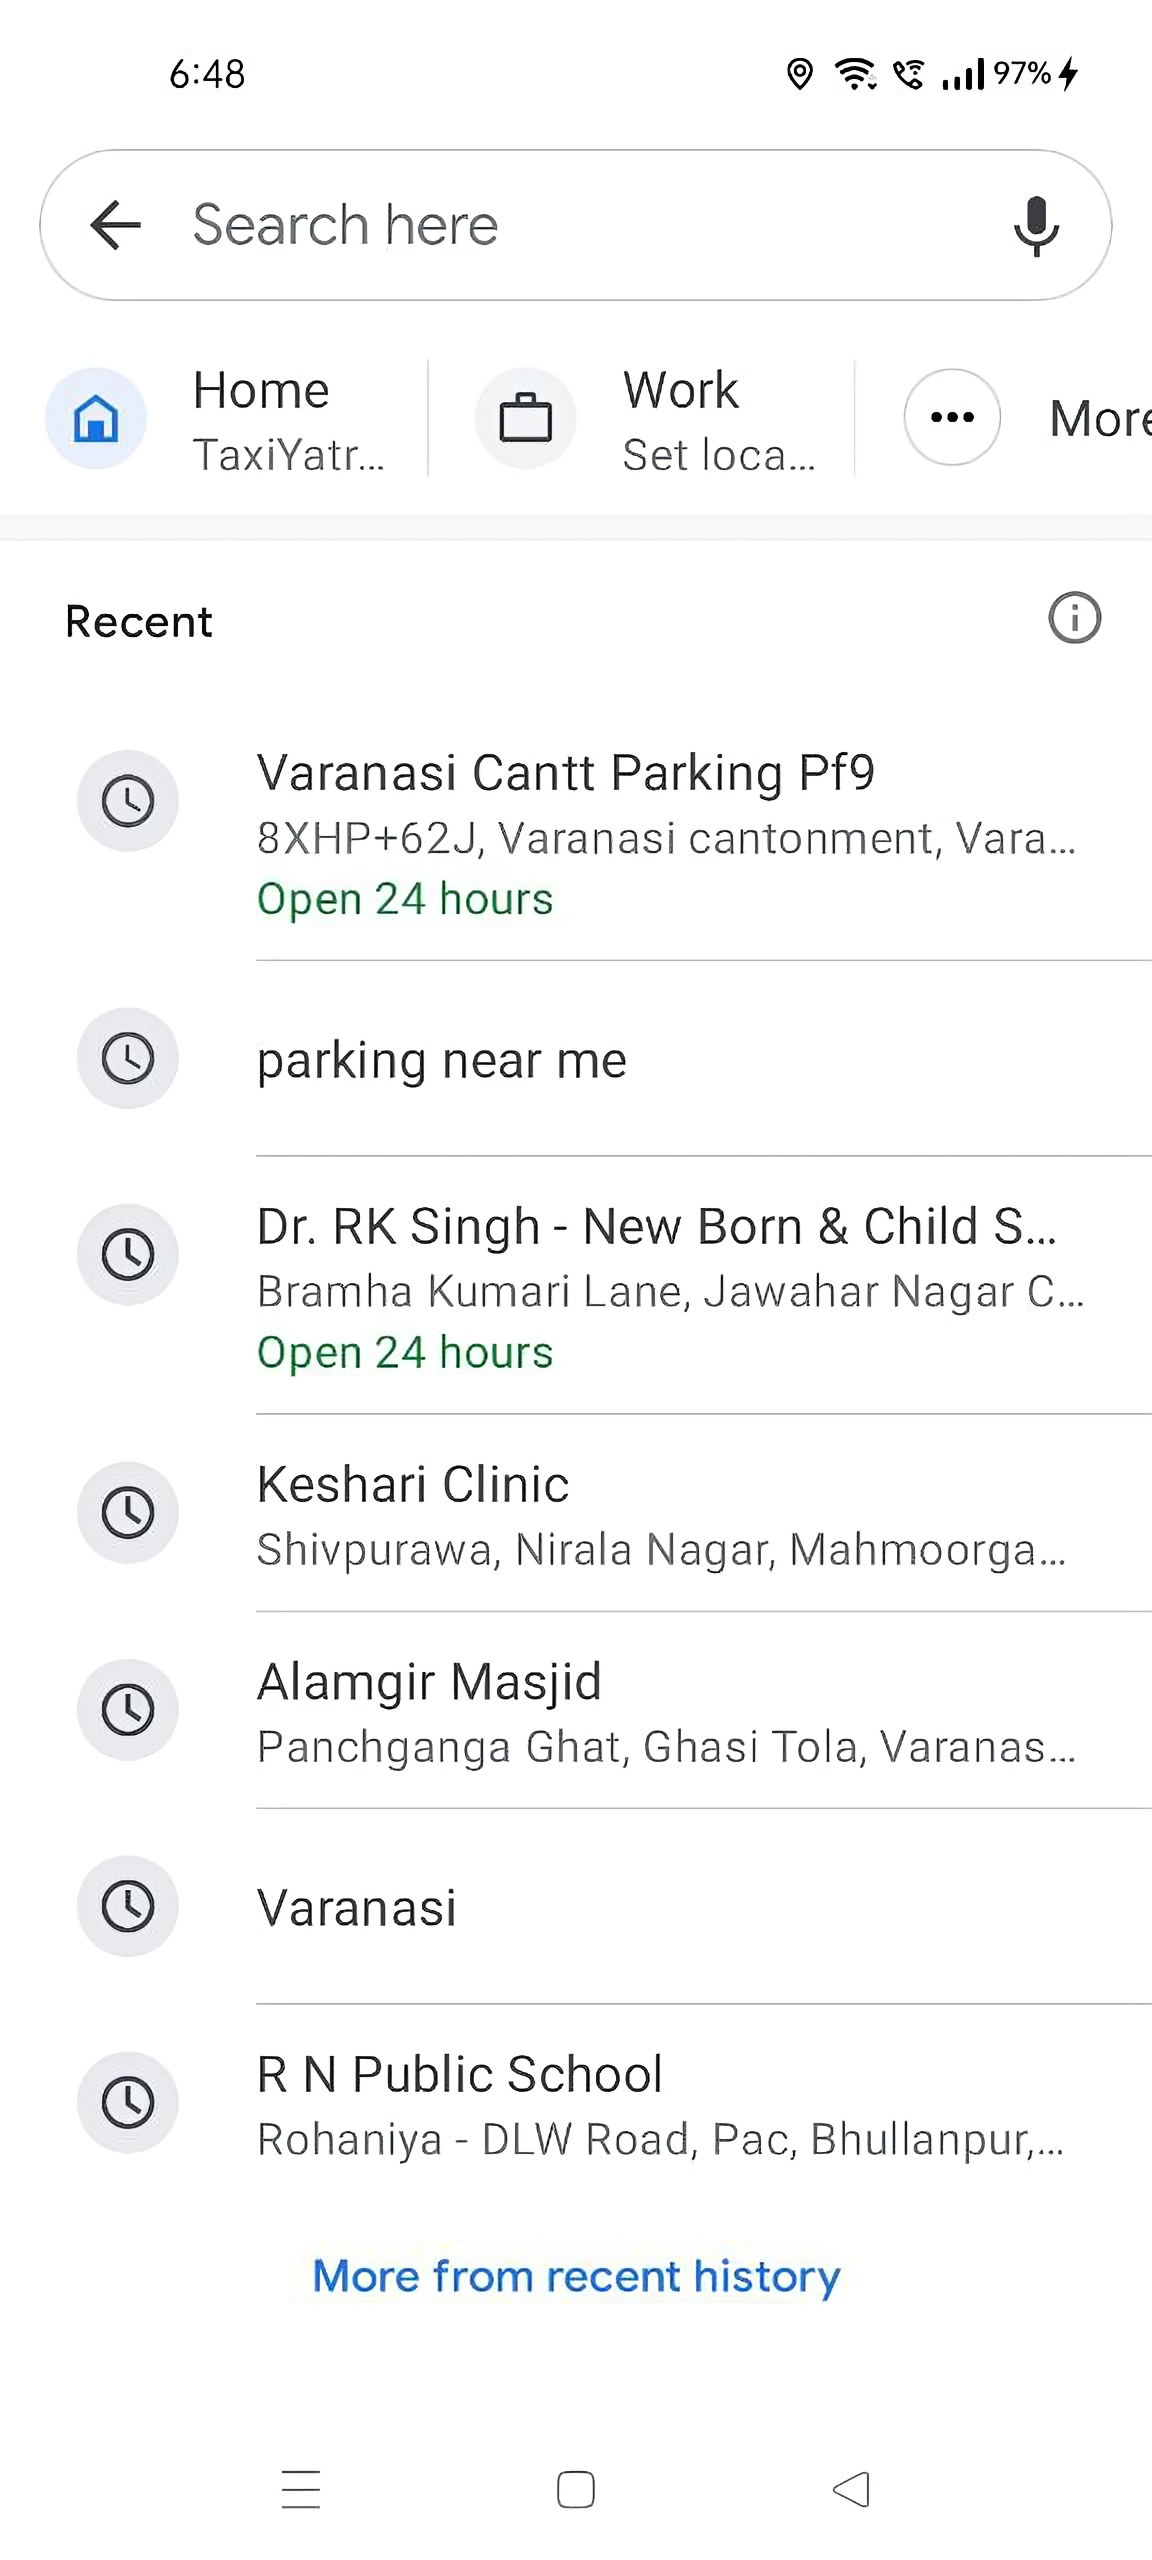 6:48
97%
Search here
Home
TaxiYatr...
Work
Set loca...
More
Recent
Varanasi Cantt Parking Pf9
8XHP+62J, Varanasi cantonment, Vara...
Open 24 hours
parking near me
Dr. RK Singh - New Born & Child S...
Bramha Kumari Lane, Jawahar Nagar C...
Open 24 hours
Keshari Clinic
Shivpurawa, Nirala Nagar, Mahmoorga...
Alamgir Masjid
Panchganga Ghat, Ghasi Tola, Varanas...
Varanasi
R N Public School
Rohaniya - DLW Road, Pac, Bhullanpur,...
More from recent history